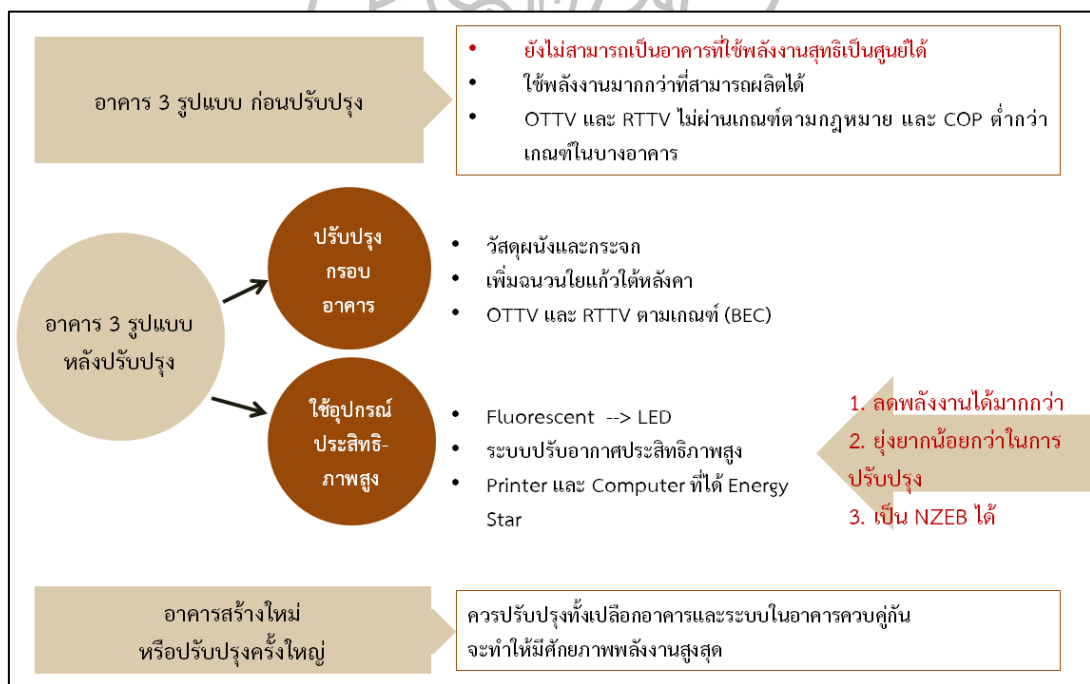 อาคาร 3 รูปแบบ ก่อนปรับปรุง
• ยังไม่สามารถเป็นอาคารที่ใช้พลังงานสุทธิเป็นศูนย์ได้
• ใช้พลังงานมากกว่าที่สามารถผลิตได้
• OTTV และ RTTV ไม่ผ่านเกณฑ์ตามกฎหมาย และ COP ต่ำกว่า
เกณฑ์ในบางอาคาร
อาคาร 3 รูปแบบ
หลังปรับปรุง
ปรับปรุง
กรอบ
อาคาร
• วัสดุผนังและกระจก
• เพิ่มฉนวนใยแก้วใต้หลังคา
• OTTV และ RTTV ตามเกณฑ์ (BEC)
ใช้อุปกรณ์
ประสิทธิ-
ภาพสูง
• Fluorescent --> LED
• ระบบปรับอากาศประสิทธิภาพสูง
• Printer และ Computer ที่ได้ Energy
Star
1. ลดพลังงานได้มากกว่า
2. ยุ่งยากน้อยกว่าในการ
ปรับปรุง
3. เป็น NZEB ได้
อาคารสร้างใหม่
หรือปรับปรุงครั้งใหญ่
ควรปรับปรุงทั้งเปลือกอาคารและระบบในอาคารควบคู่กัน
จะทำให้มีศักยภาพพลังงานสูงสุด